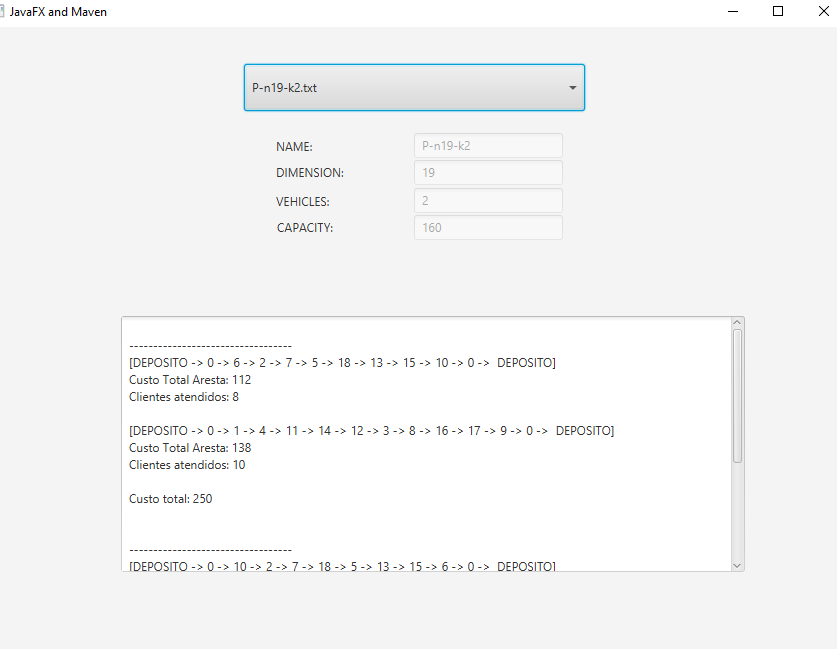 JavaFX and Maven
P-n19-k2.txt
NAME: P-n19-k2
DIMENSION: 19
VEHICLES: 2
CAPACITY: 160
----------------------------------
[DEPOSITO -> 0 -> 6 -> 2 -> 7 -> 5 -> 18 -> 13 -> 15 -> 10 -> 0 ->  DEPOSITO]
Custo Total Aresta: 112
Clientes atendidos: 8
[DEPOSITO -> 0 -> 1 -> 4 -> 11 -> 14 -> 12 -> 3 -> 8 -> 16 -> 17 -> 9 -> 0 ->  DEPOSITO]
Custo Total Aresta: 138
Clientes atendidos: 10
Custo total: 250
----------------------------------
[DEPOSITO -> 0 -> 10 -> 2 -> 7 -> 18 -> 5 -> 13 -> 15 -> 6 -> 0 ->  DEPOSITO]